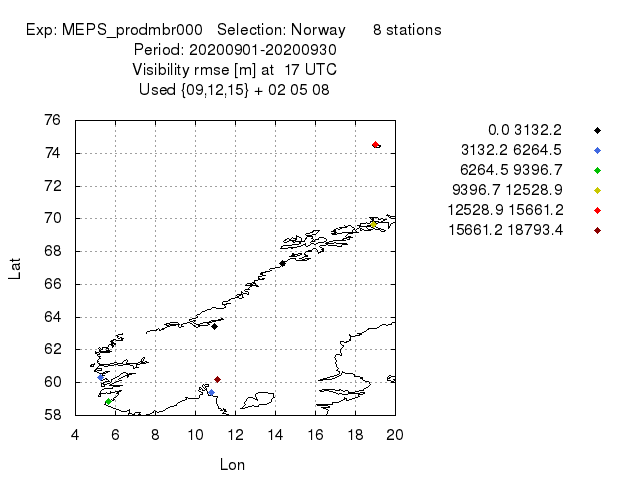 Exp: MEPS_prodmbr000 Selection: Norway 8 stations
Period: 20200901-20200930
Visibility rmse [m] at 17 UTC
Used {09,12,15} + 02 05 08
76
74
72
70
68
66
64
62
60
58
Lat
4 6 8 10 12 14 16 18 20
Lon
0.0 3132.2
3132.2 6264.5
6264.5 9396.7
9396.7 12528.9
12528.9 15661.2
15661.2 18793.4